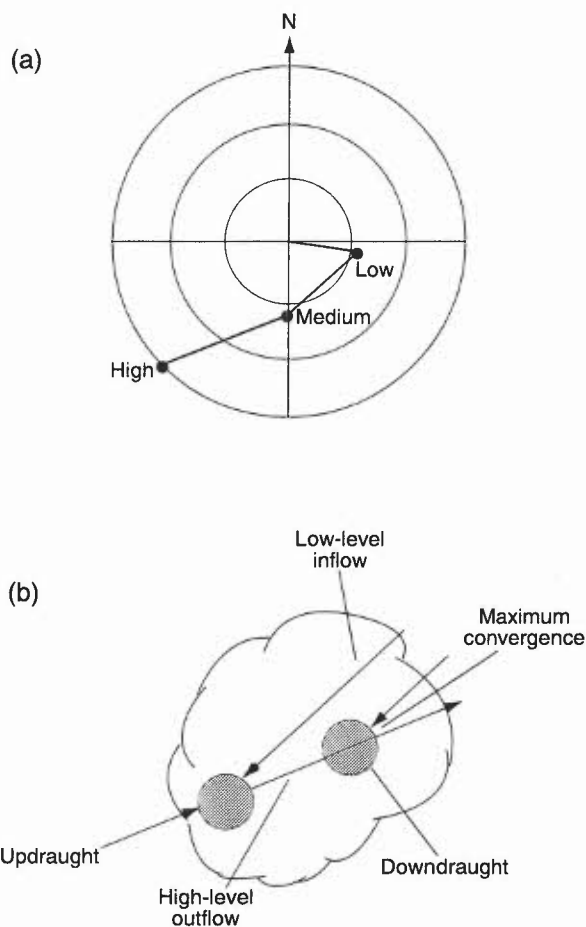 (a)
N
Low
Medium
High
(b)
Low-level
inflow
Maximum
convergence
Updraught
High-level
outflow
Downdraught